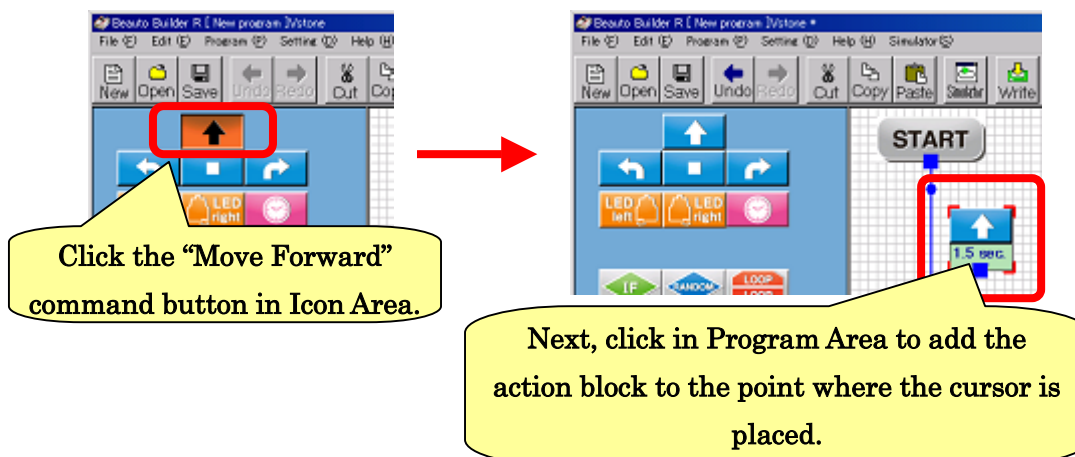 Beauto Builder R [ New program ]Vstone
File (F) Edit (E) Program (P) Setting (D) Help (H)
New Open Save Undo Redo Cut
LED right
Click the “Move Forward”
command button in Icon Area.
Beauto Builder R [ New program ]Vstone *
File (F) Edit (E) Program (P) Setting (D) Help (H) Simulator(S)
New Open Save Undo Redo Cut Copy Paste Simulator Write
START
LED left LED right
1.5 sec.
IF RANDOM LOOP
LOOP
Next, click in Program Area to add the
action block to the point where the cursor is
placed.